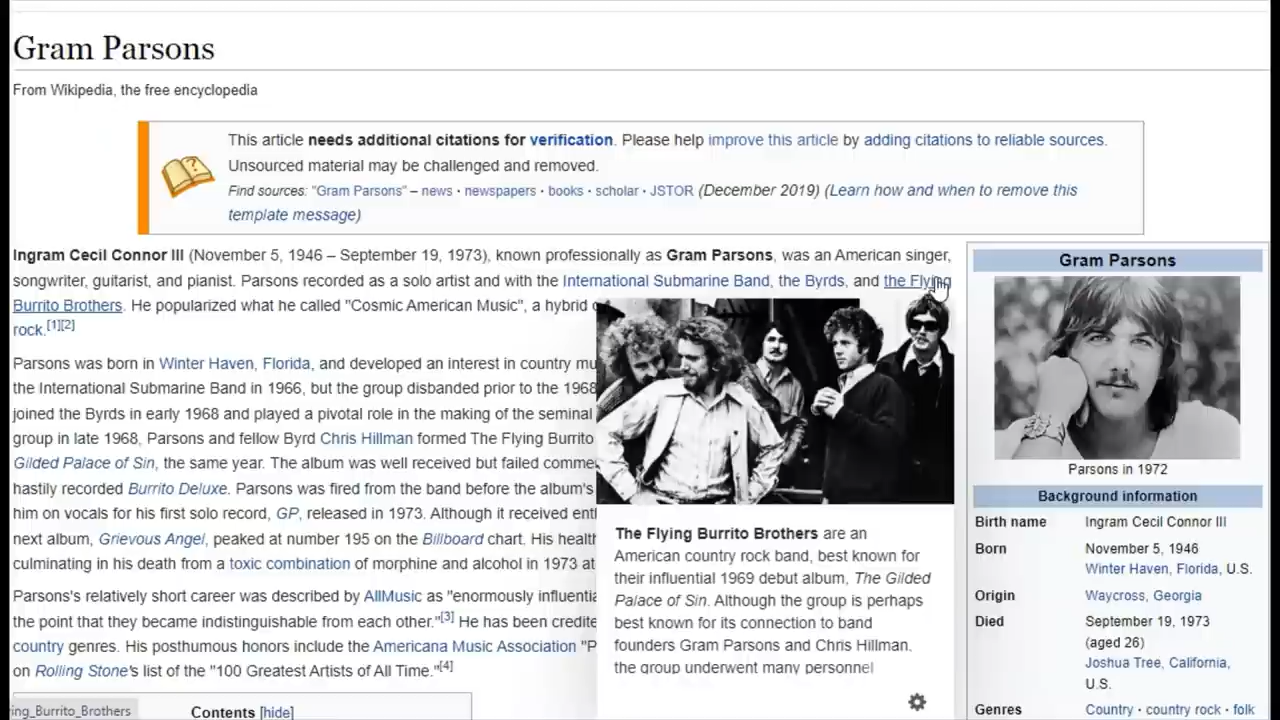 Gram Parsons
From Wikipedia, the free encyclopedia
This article needs additional citations for verification. Please help improve this article by adding citations to reliable sources.
Unsourced material may be challenged and removed.
Find sources: "Gram Parsons" – news · newspapers · books · scholar · JSTOR (December 2019) (Learn how and when to remove this
template message)
Ingram Cecil Connor III (November 5, 1946 – September 19, 1973), known professionally as Gram Parsons, was an American singer,
songwriter, guitarist, and pianist. Parsons recorded as a solo artist and with the International Submarine Band, the Byrds, and the Flying
Burrito Brothers. He popularized what he called "Cosmic American Music", a hybrid
rock.[1][2]
Parsons was born in Winter Haven, Florida, and developed an interest in country mu
the International Submarine Band in 1966, but the group disbanded prior to the 1968
joined the Byrds in early 1968 and played a pivotal role in the making of the seminal
group in late 1968, Parsons and fellow Byrd Chris Hillman formed The Flying Burrito
Gilded Palace of Sin, the same year. The album was well received but failed comme
hastily recorded Burrito Deluxe. Parsons was fired from the band before the album's
him on vocals for his first solo record, GP, released in 1973. Although it received ent
next album, Grievous Angel, peaked at number 195 on the Billboard chart. His healt
culminating in his death from a toxic combination of morphine and alcohol in 1973 at
Parsons's relatively short career was described by AllMusic as "enormously influentia
the point that they became indistinguishable from each other."[3] He has been credite
country genres. His posthumous honors include the Americana Music Association "P
on Rolling Stone's list of the "100 Greatest Artists of All Time."[4]
Contents [hide]
ing_Burrito_Brothers
The Flying Burrito Brothers are an
American country rock band, best known for
their influential 1969 debut album, The Gilded
Palace of Sin. Although the group is perhaps
best known for its connection to band
founders Gram Parsons and Chris Hillman,
the group underwent many personnel
Gram Parsons
Parsons in 1972
Background information
Birth name Ingram Cecil Connor III
Born November 5, 1946
Winter Haven, Florida, U.S.
Origin Waycross, Georgia
Died September 19, 1973
(aged 26)
Joshua Tree, California,
U.S.
Genres Country · country rock · folk